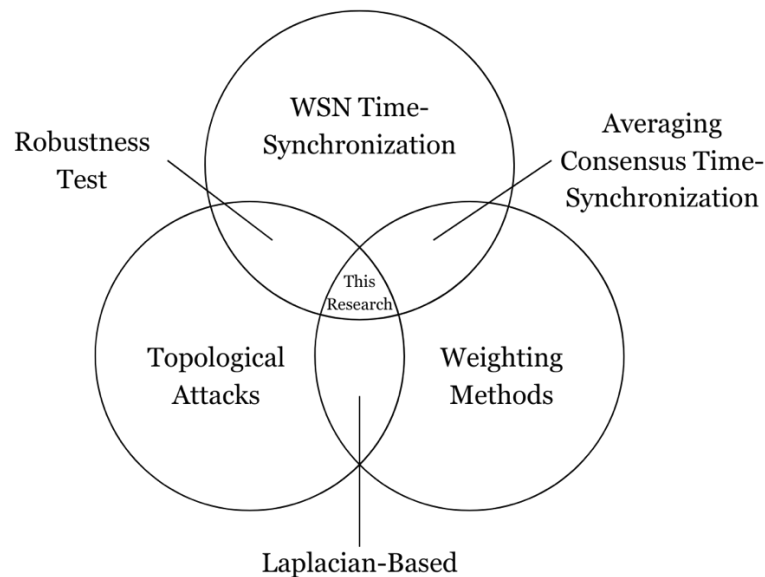 WSN Time-
Synchronization
Robustness
Test
Averaging
Consensus Time-
Synchronization
This
Research
Topological
Attacks
Weighting
Methods
Laplacian-Based